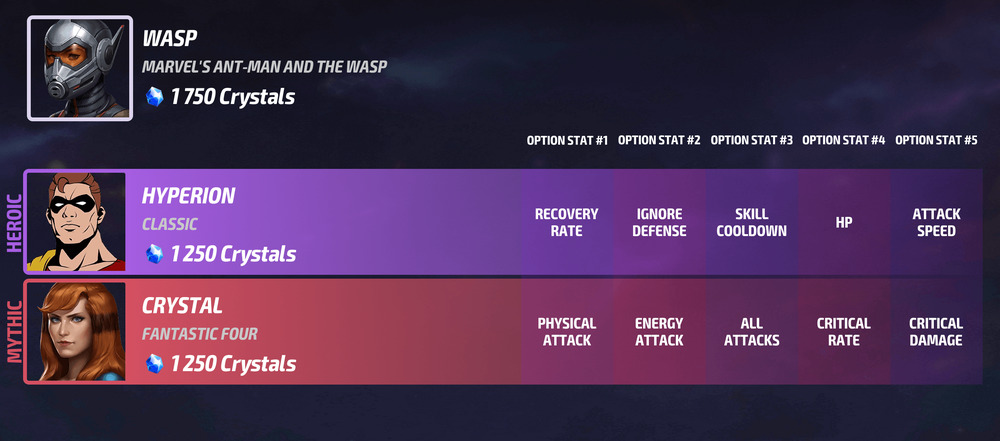 WASP
MARVEL'S ANT-MAN AND THE WASP
1 750 Crystals
OPTION STAT #1 OPTION STAT #2 OPTION STAT #3 OPTION STAT #4 OPTION STAT #5
HEROIC
HYPERION
CLASSIC
1 250 Crystals
RECOVERY
RATE
IGNORE
DEFENSE
SKILL
COOLDOWN
HP
ATTACK
SPEED
MYTHIC
CRYSTAL
FANTASTIC FOUR
1 250 Crystals
PHYSICAL
ATTACK
ENERGY
ATTACK
ALL
ATTACKS
CRITICAL
RATE
CRITICAL
DAMAGE